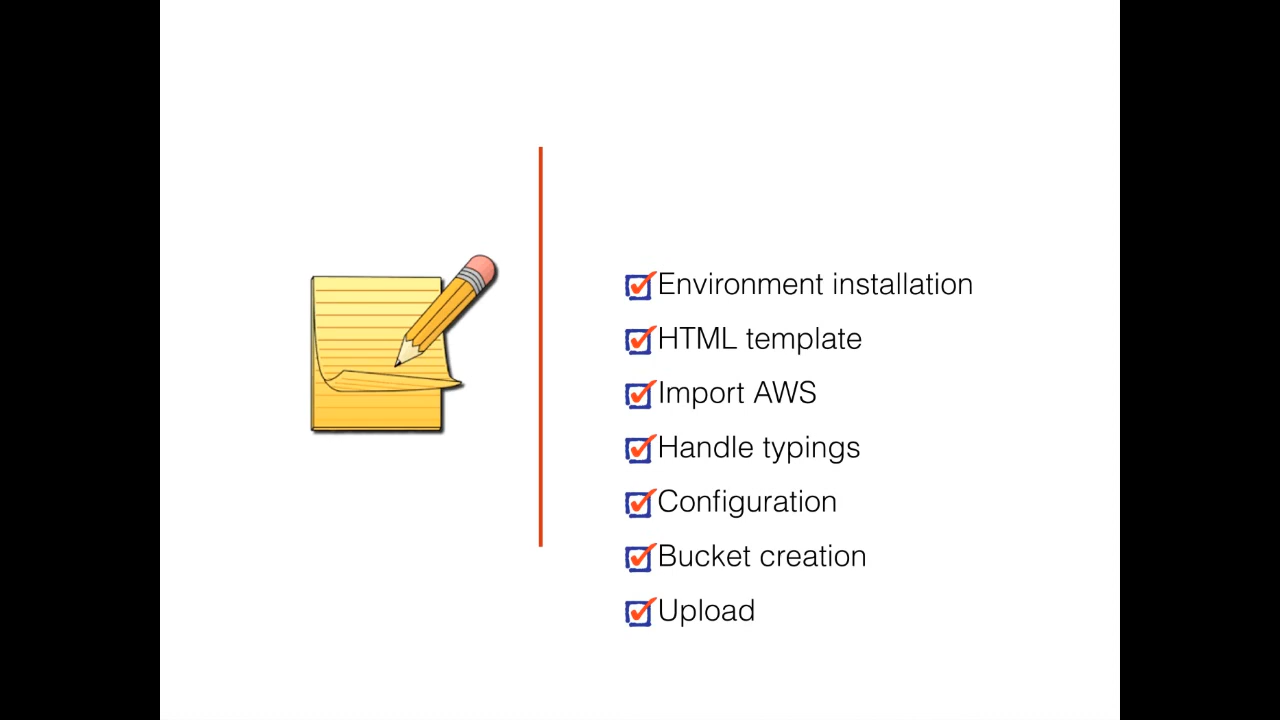 Environment installation
HTML template
Import AWS
Handle typings
Configuration
Bucket creation
Upload